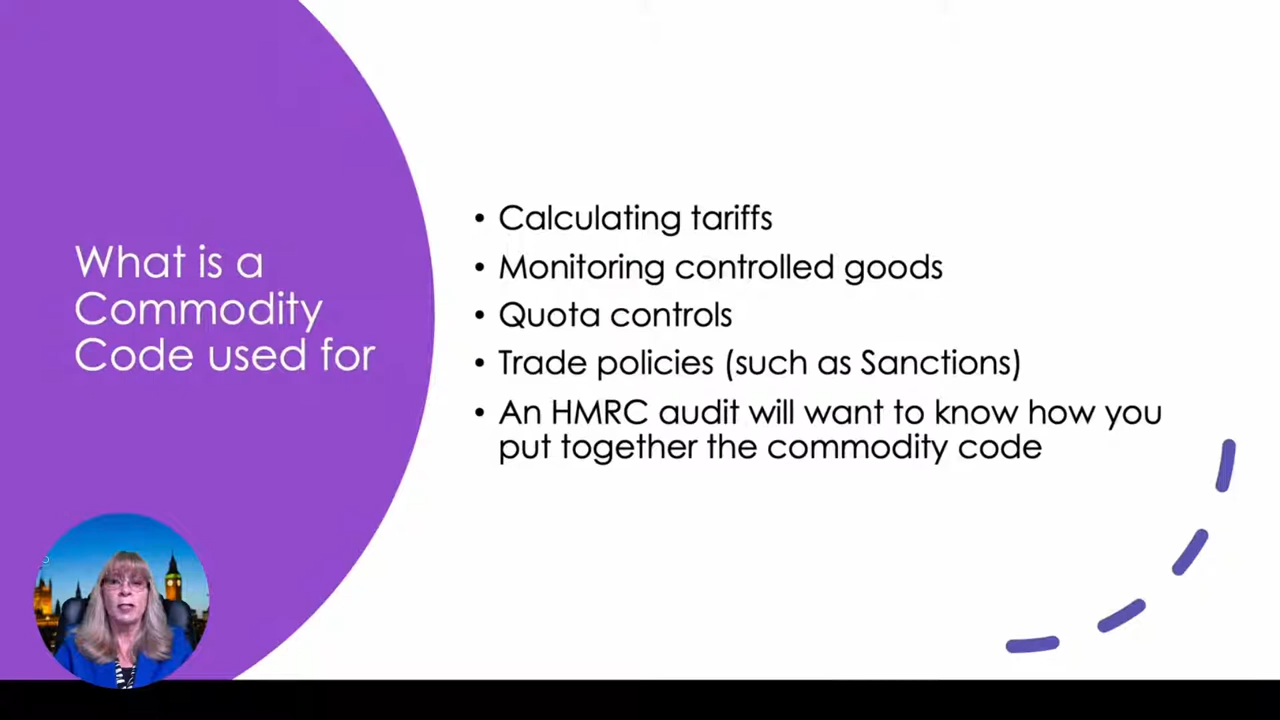 What is a
Commodity
Code used for
• Calculating tariffs
• Monitoring controlled goods
• Quota controls
• Trade policies (such as Sanctions)
• An HMRC audit will want to know how you
put together the commodity code